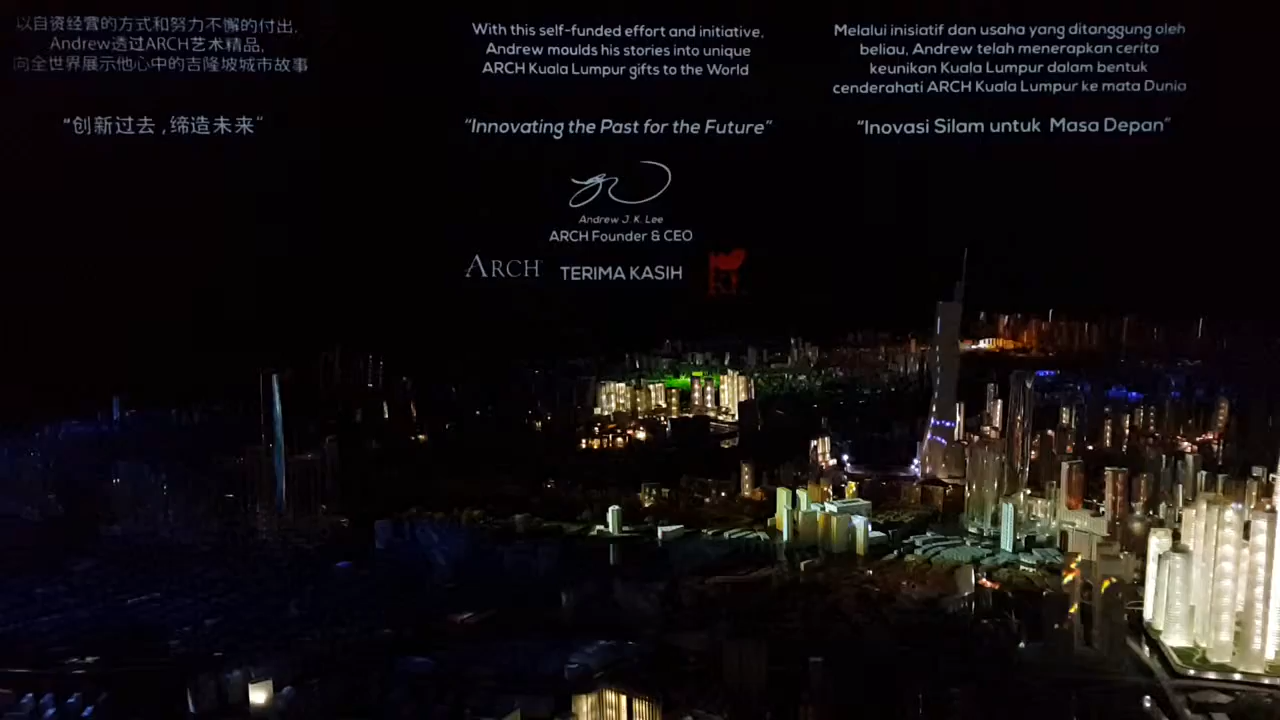 以自资经营的方式和努力不懈的付出,
Andrew透过ARCH艺术精品,
向全世界展示他心中的吉隆坡城市故事
“创新过去,缔造未来”
With this self-funded effort and initiative,
Andrew moulds his stories into unique
ARCH Kuala Lumpur gifts to the World
“Innovating the Past for the Future”
Melalui inisiatif dan usaha yang ditanggung oleh
beliau, Andrew telah menerapkan cerita
keunikan Kuala Lumpur dalam bentuk
cenderahati ARCH Kuala Lumpur ke mata Dunia
“Inovasi Silam untuk Masa Depan”
Andrew J. K. Lee
ARCH Founder & CEO
ARCH TERIMA KASIH KL